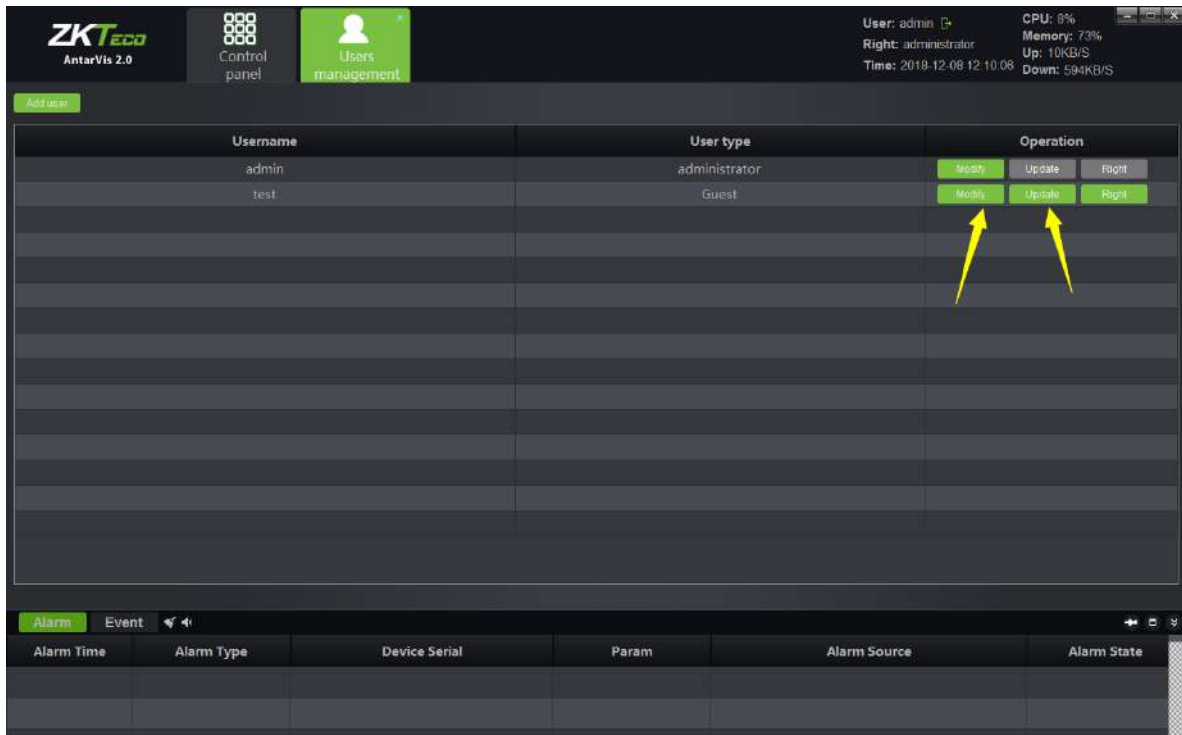 ZKTECO
AntarVis 2.0
Control
panel
Users
management
User: admin
Right: administrator
Time: 2018-12-08 12:10:06
CPU: 8%
Memory: 73%
Up: 10KB/S
Down: 594KB/S
Add user
Username User type Operation
admin administrator Modify Update Right
test Guest Modify Update Right
Alarm Event
Alarm Time Alarm Type Device Serial Param Alarm Source Alarm State